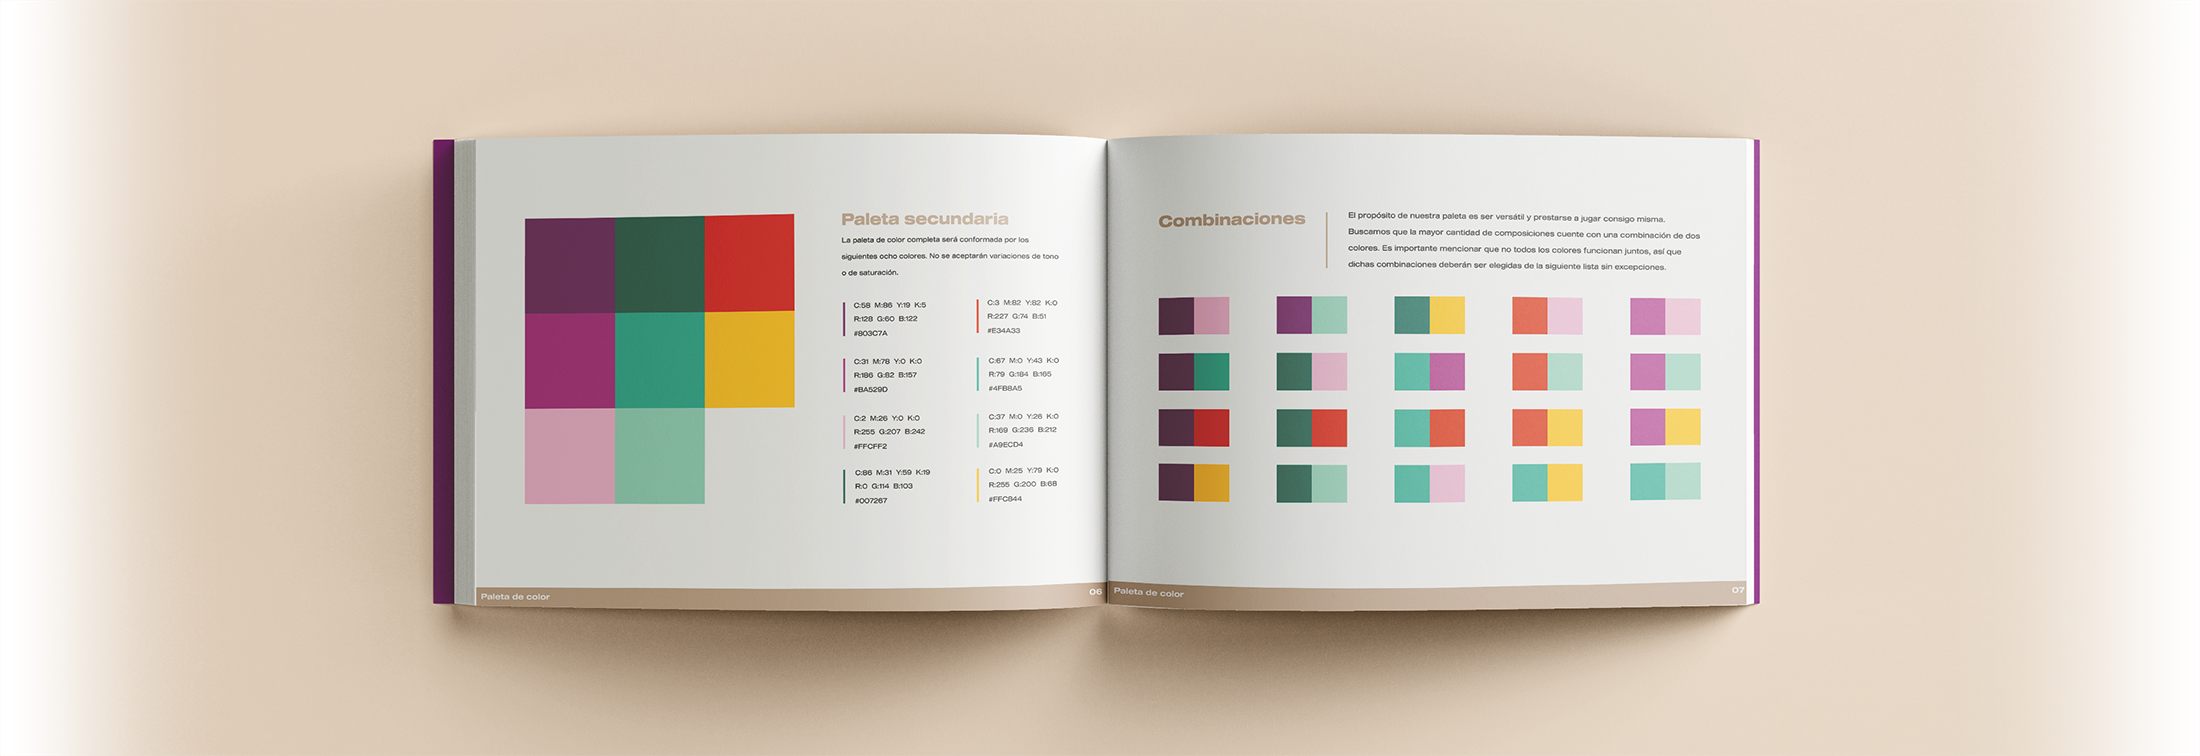 Paleta secundaria
La paleta de color completa será conformada por los
siguientes ocho colores. No se aceptarán variaciones de tono
o de saturación.
C:58 M:86 Y:19 K:5
R:128 G:60 B:122
#803C7A
C:31 M:78 Y:0 K:0
R:186 G:82 B:157
#BA529D
C:2 M:26 Y:0 K:0
R:255 G:207 B:242
#FFCFF2
C:86 M:31 Y:59 K:19
R:0 G:114 B:103
#007267
C:3 M:82 Y:82 K:0
R:227 G:74 B:51
#E34A33
C:67 M:0 Y:43 K:0
R:79 G:184 B:165
#4FB8A5
C:37 M:0 Y:26 K:0
R:169 G:236 B:212
#A9ECD4
C:0 M:25 Y:79 K:0
R:255 G:200 B:68
#FFC844
Paleta de color
06
Combinaciones
El propósito de nuestra paleta es ser versátil y prestarse a jugar consigo misma.
Buscamos que la mayor cantidad de composiciones cuente con una combinación de dos
colores. Es importante mencionar que no todos los colores funcionan juntos, así que
dichas combinaciones deberán ser elegidas de la siguiente lista sin excepciones.
Paleta de color
07